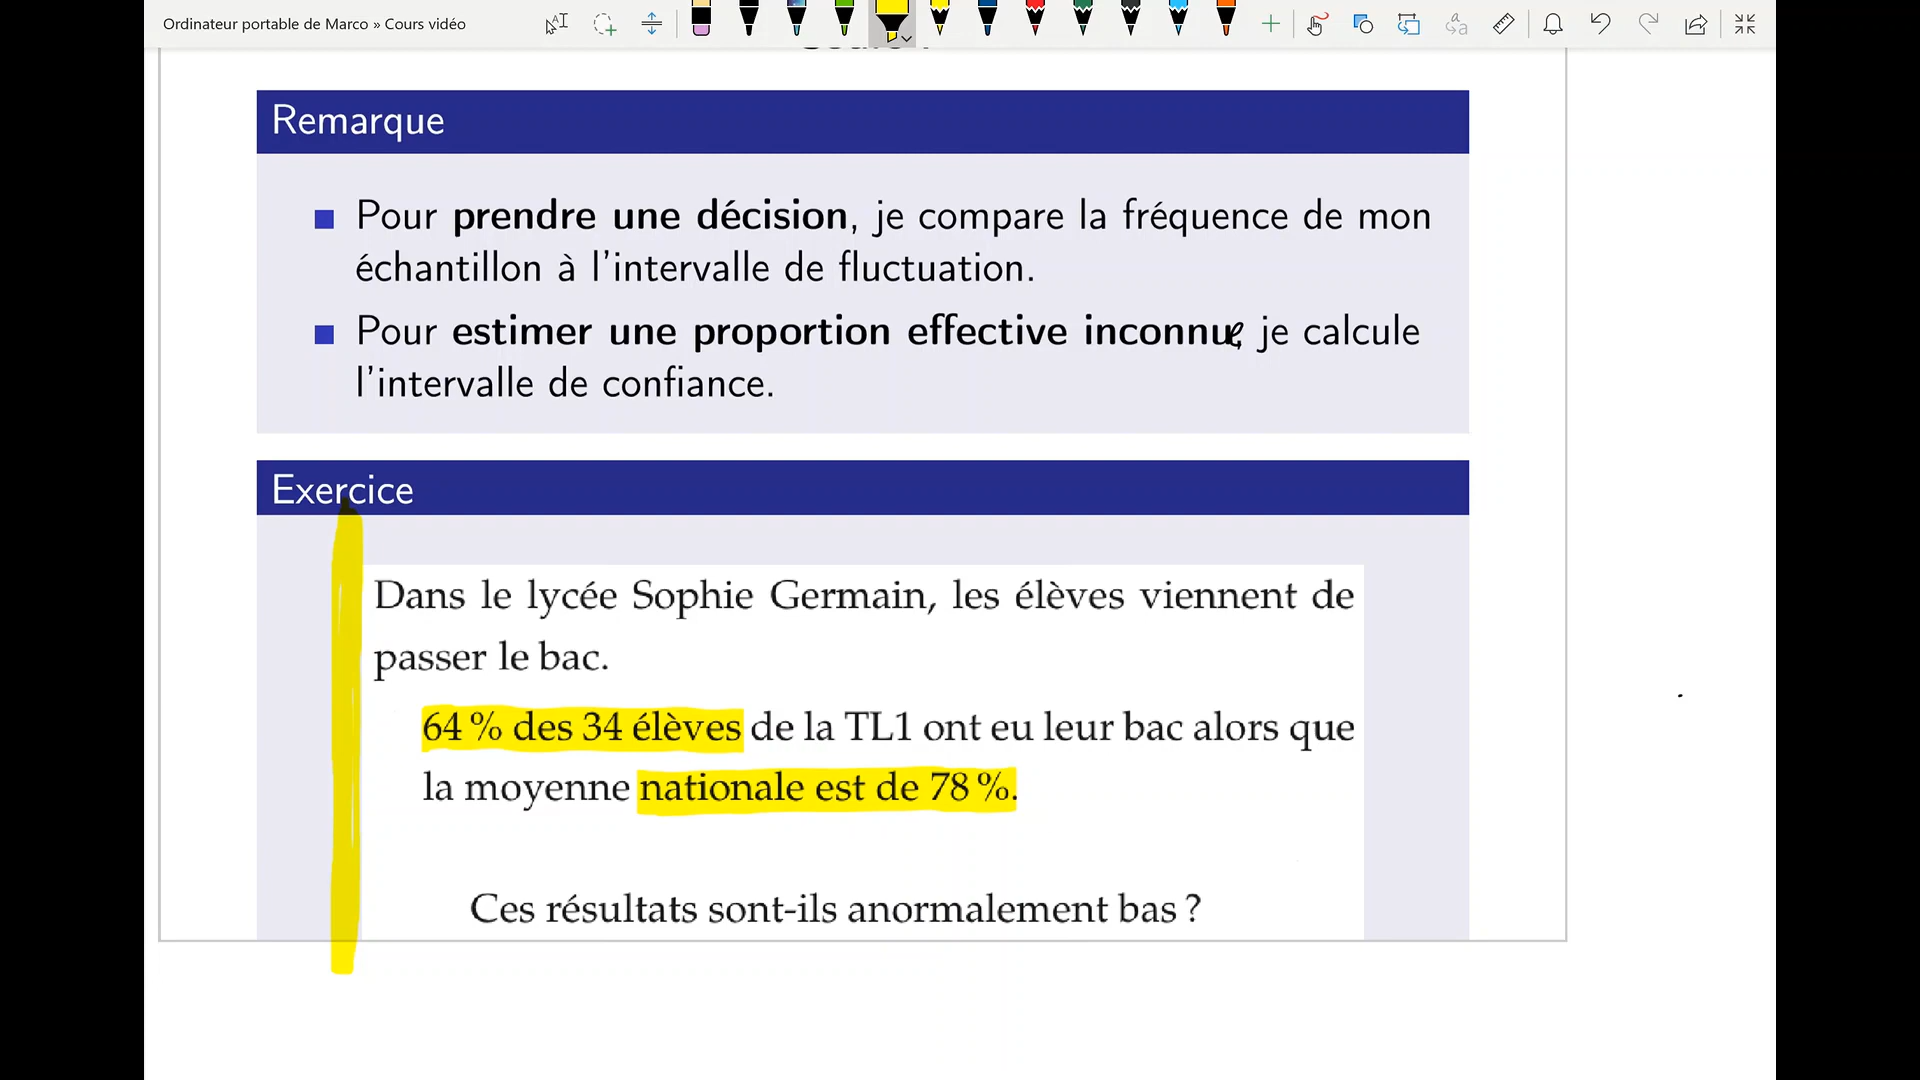 Ordinateur portable de Marco » Cours vidéo
Remarque
Pour prendre une décision, je compare la fréquence de mon
échantillon à l'intervalle de fluctuation.
Pour estimer une proportion effective inconnue, je calcule
l'intervalle de confiance.
Exercice
Dans le lycée Sophie Germain, les élèves viennent de
passer le bac.
64 % des 34 élèves de la TL1 ont eu leur bac alors que
la moyenne nationale est de 78 %.
Ces résultats sont-ils anormalement bas ?